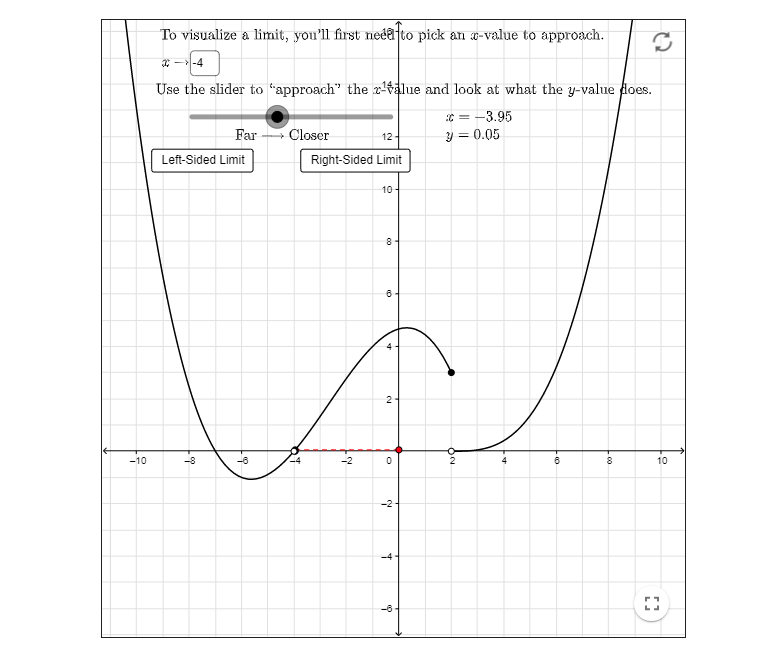 To visualize a limit, you'll first need to pick an x-value to approach.
16
x → -4
Use the slider to “approach” the x-value and look at what the y-value does.
14
x = −3.95
Far ⟶ Closer
12
y = 0.05
Left-Sided Limit
Right-Sided Limit
10
8
6
4
2
−10 −8 −6 −4 −2 0 2 4 6 8 10
−2
−4
−6